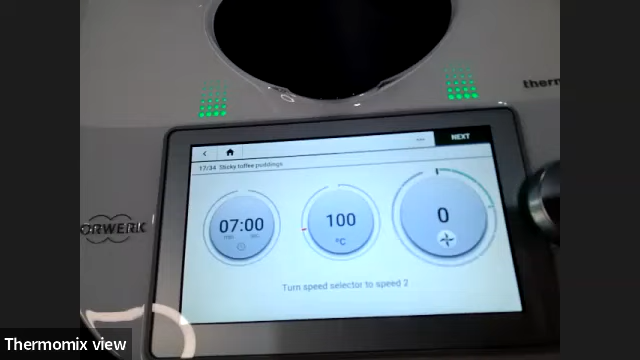 therm
NEXT
17/34 Sticky toffee puddings
07:00
min. sec.
100
°C
0
ORWERK
Turn speed selector to speed 2
Thermomix view